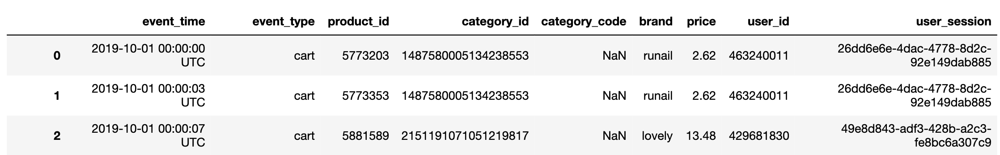 event_time event_type product_id category_id category_code brand price user_id user_session
2019-10-01 00:00:00 26dd6e6e-4dac-4778-8d2c-
0 cart 5773203 1487580005134238553 NaN runail 2.62 463240011
UTC 92e149dab885
2019-10-01 00:00:03 26dd6e6e-4dac-4778-8d2c-
1 cart 5773353 1487580005134238553 NaN runail 2.62 463240011
UTC 92e149dab885
2019-10-01 00:00:07 49e8d843-adf3-428b-a2c3-
2 cart 5881589 2151191071051219817 NaN lovely 13.48 429681830
UTC fe8bc6a307c9